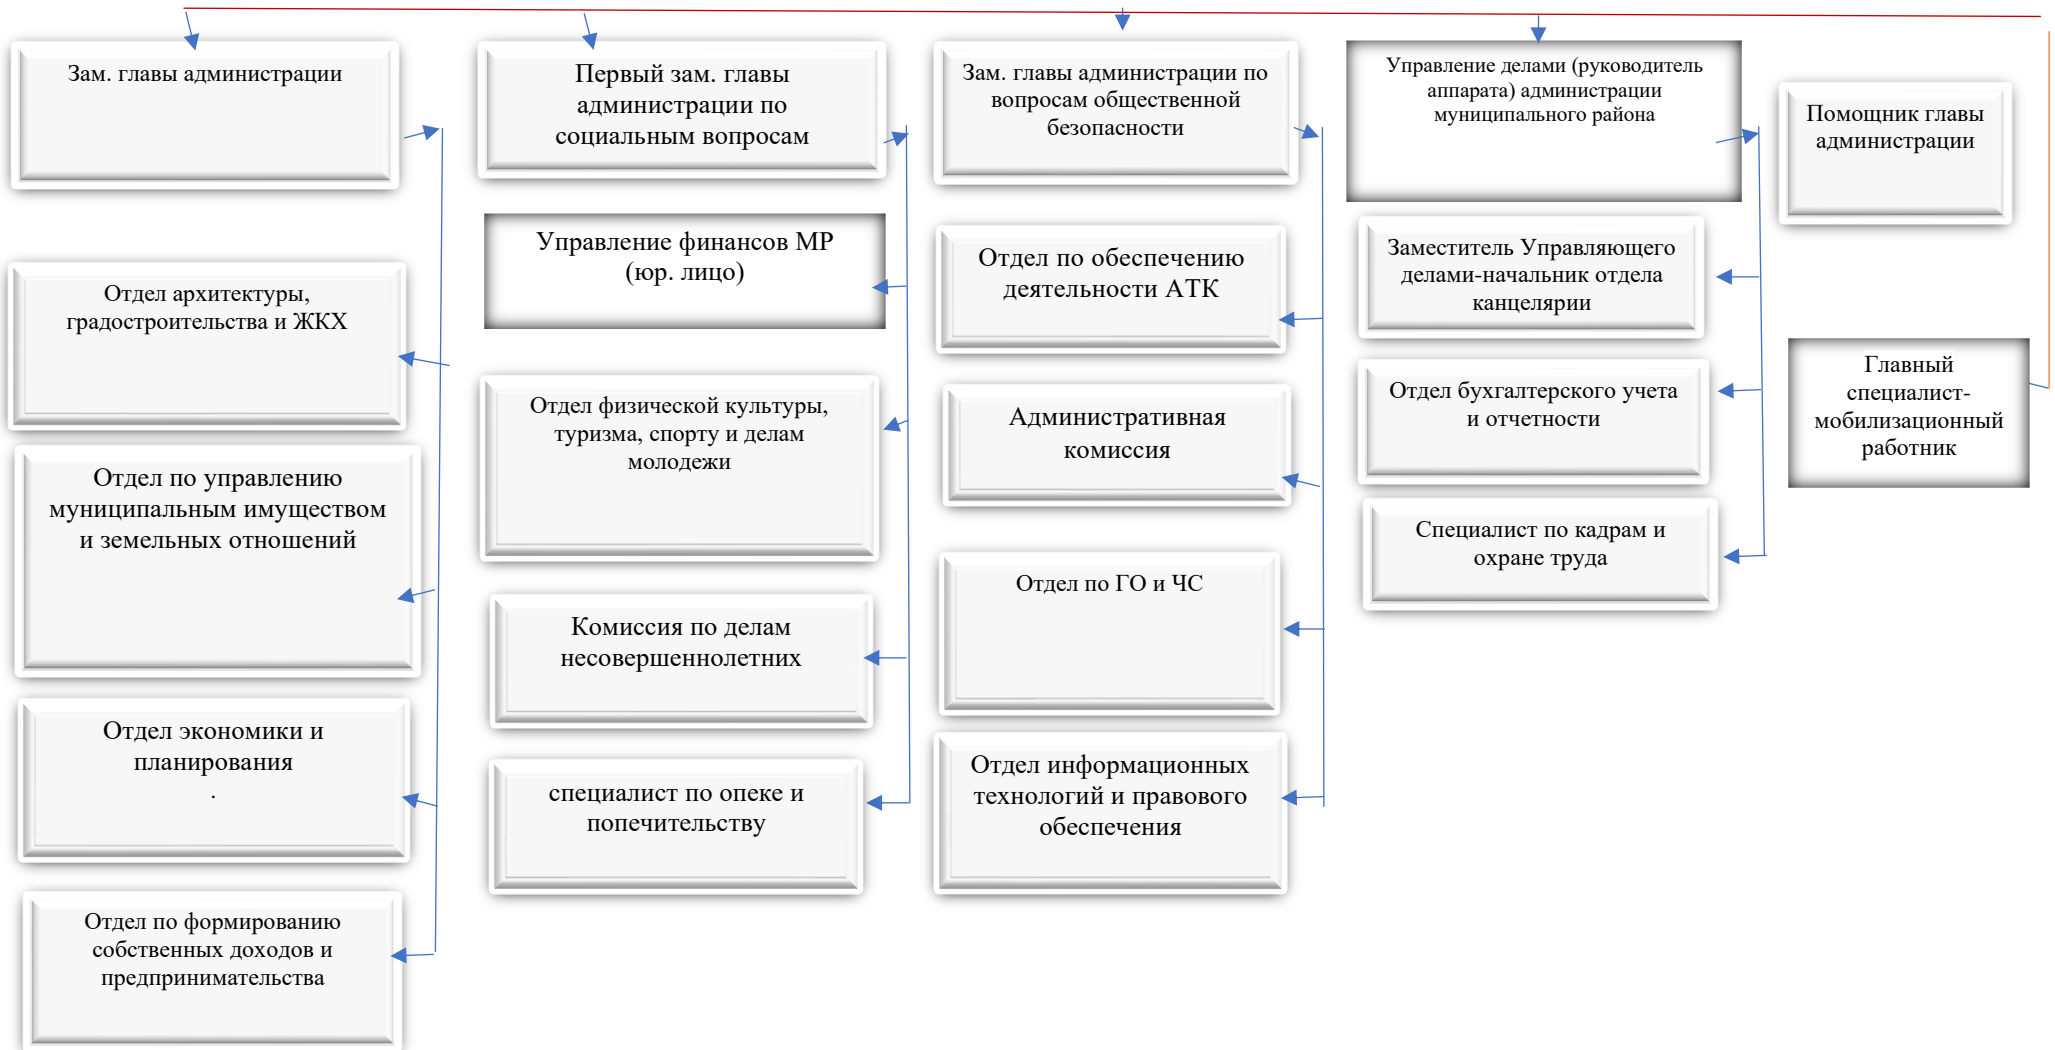 Зам. главы администрации
Первый зам. главы
администрации по
социальным вопросам
Зам. главы администрации по
вопросам общественной
безопасности
Управление делами (руководитель
аппарата) администрации
муниципального района
Помощник главы
администрации
Отдел архитектуры,
градостроительства и ЖКХ
Отдел по управлению
муниципальным имуществом
и земельных отношений
Отдел экономики и
планирования
.
Отдел по формированию
собственных доходов и
предпринимательства
Управление финансов МР
(юр. лицо)
Отдел физической культуры,
туризма, спорту и делам
молодежи
Комиссия по делам
несовершеннолетних
специалист по опеке и
попечительству
Отдел по обеспечению
деятельности АТК
Административная
комиссия
Отдел по ГО и ЧС
Отдел информационных
технологий и правового
обеспечения
Заместитель Управляющего
делами-начальник отдела
канцелярии
Отдел бухгалтерского учета
и отчетности
Специалист по кадрам и
охране труда
Главный
специалист-
мобилизационный
работник